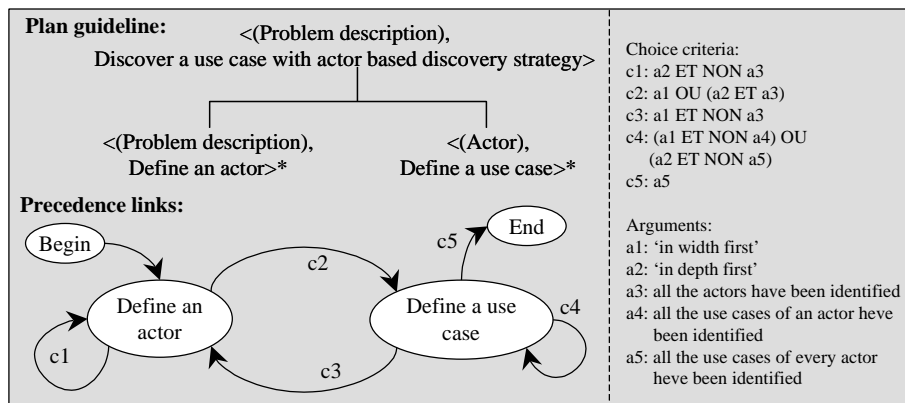 Plan guideline:
<(Problem description),
Discover a use case with actor based discovery strategy>
<(Problem description),
Define an actor>*
<(Actor),
Define a use case>*
Precedence links:
Begin
End
c5
c2
Define an
actor
Define a use
case
c4
c1
c3
Choice criteria:
c1: a2 ET NON a3
c2: a1 OU (a2 ET a3)
c3: a1 ET NON a3
c4: (a1 ET NON a4) OU
(a2 ET NON a5)
c5: a5
Arguments:
a1: ‘in width first’
a2: ‘in depth first’
a3: all the actors have been identified
a4: all the use cases of an actor heve
been identified
a5: all the use cases of every actor
heve been identified